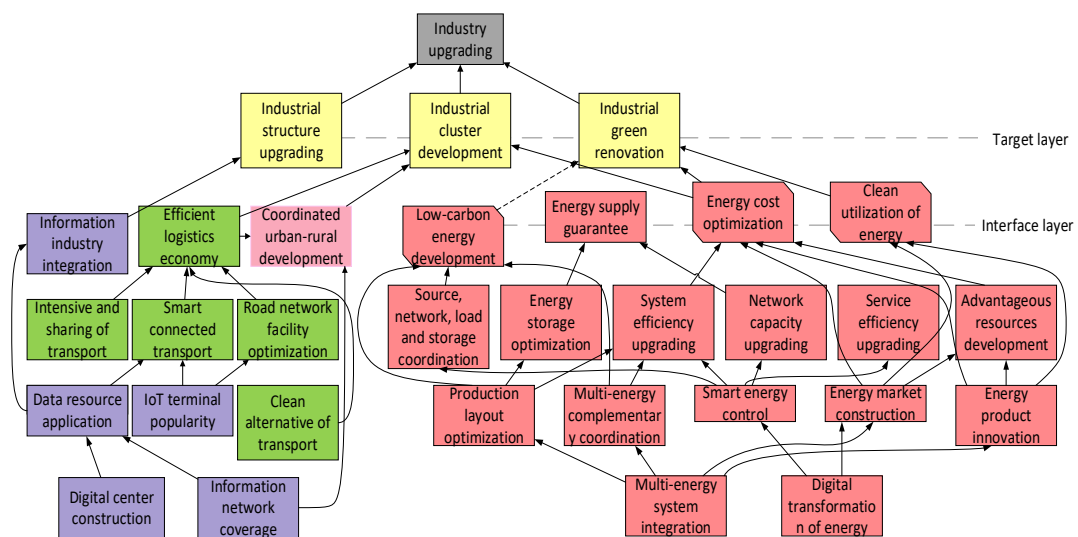 Industry
upgrading
Industrial
structure
upgrading
Industrial
cluster
development
Industrial
green
renovation
Target layer
Information
industry
integration
Efficient
logistics
economy
Coordinated
urban-rural
development
Low-carbon
energy
development
Energy supply
guarantee
Energy cost
optimization
Clean
utilization of
energy
Interface layer
Intensive and
sharing of
transport
Smart
connected
transport
Road network
facility
optimization
Source,
network, load
and storage
coordination
Energy
storage
optimization
System
efficiency
upgrading
Network
capacity
upgrading
Service
efficiency
upgrading
Advantageous
resources
development
Data resource
application
IoT terminal
popularity
Clean
alternative of
transport
Production
layout
optimization
Multi-energy
complementar
y coordination
Smart energy
control
Energy market
construction
Energy
product
innovation
Digital center
construction
Information
network
coverage
Multi-energy
system
integration
Digital
transformatio
n of energy